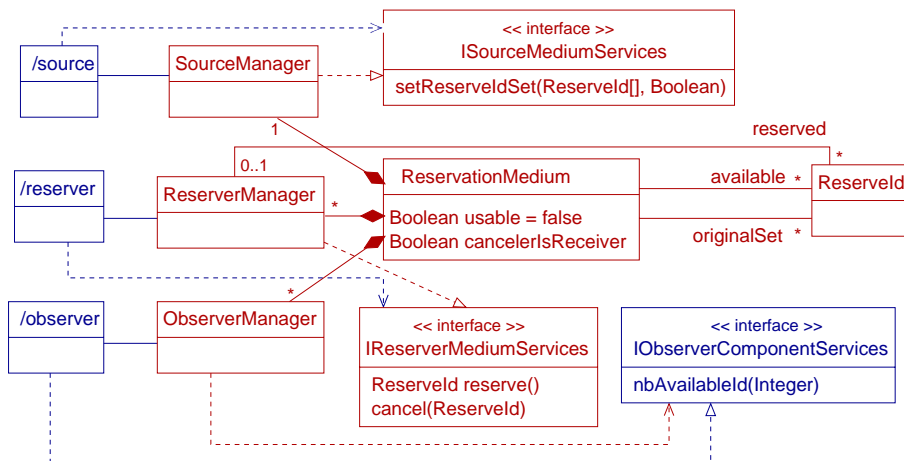 << interface >>
ISourceMediumServices
setReserveIdSet(ReserveId[], Boolean)
/source
SourceManager
1
reserved
0..1
*
/reserver
ReserverManager
*
ReservationMedium
Boolean usable = false
Boolean cancelerIsReceiver
available
*
originalSet
*
ReserveId
/observer
ObserverManager
*
<< interface >>
IReserverMediumServices
ReserveId reserve()
cancel(ReserveId)
<< interface >>
IObserverComponentServices
nbAvailableId(Integer)